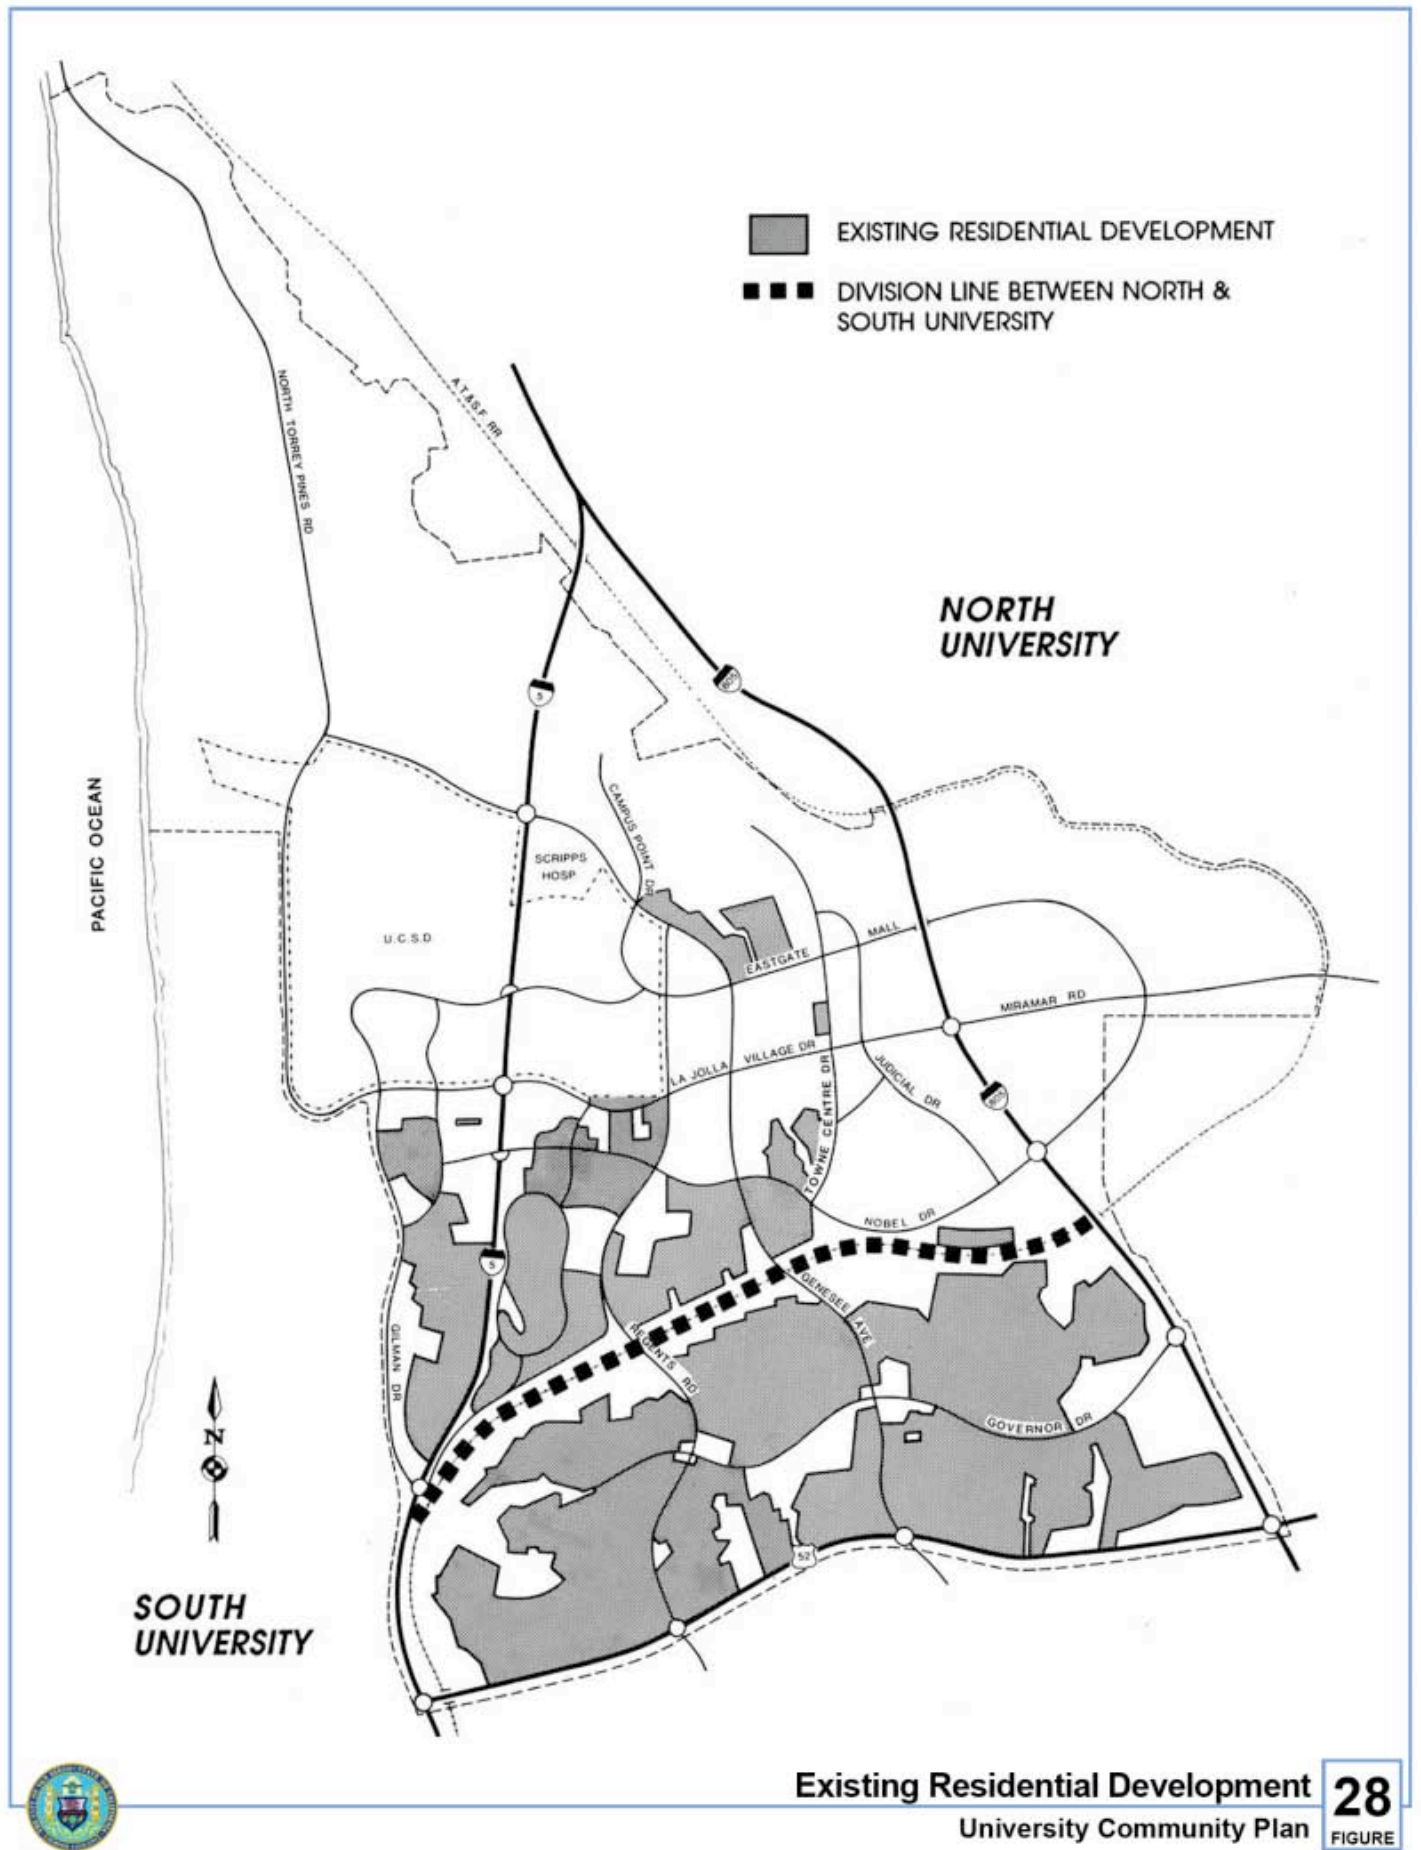 EXISTING RESIDENTIAL DEVELOPMENT
DIVISION LINE BETWEEN NORTH &
SOUTH UNIVERSITY
A.T.&S.F. RR
NORTH TORREY PINES RD
NORTH
UNIVERSITY
805
5
PACIFIC OCEAN
CAMPUS POINT DR
SCRIPPS
HOSP
U.C.S.D.
EASTGATE MALL
MIRAMAR RD
LA JOLLA VILLAGE DR
TOWNE CENTRE DR
JUDICIAL DR
805
NOBEL DR
5
GENESEE AVE
GILMAN DR
REGENTS RD
GOVERNOR DR
N
52
SOUTH
UNIVERSITY
Existing Residential Development
University Community Plan
28
FIGURE